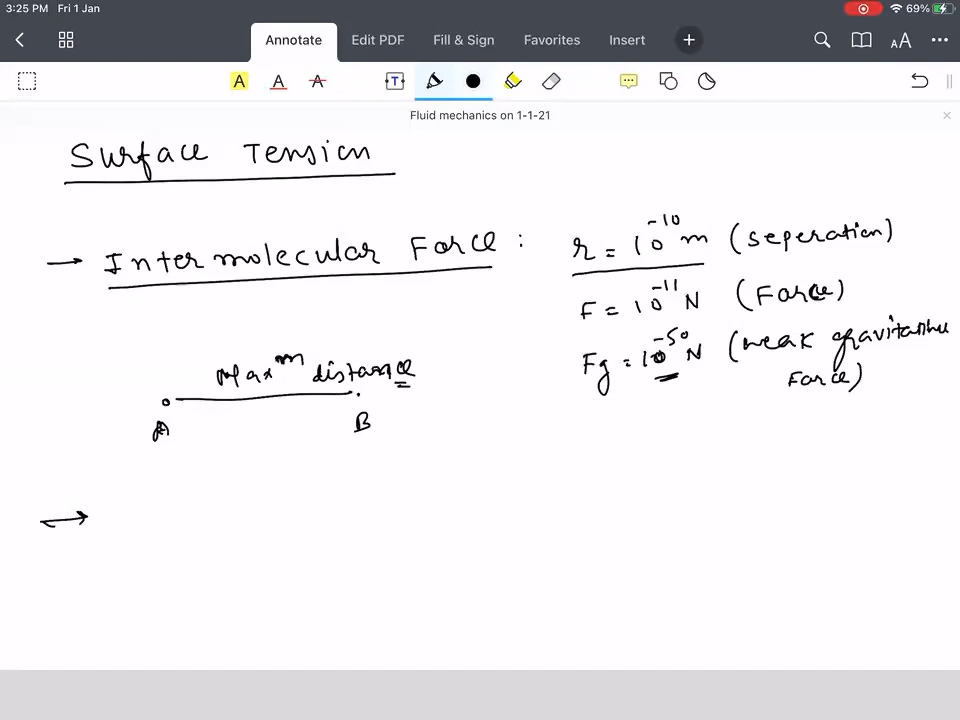 3:25 PM Fri 1 Jan 69%
Annotate Edit PDF Fill & Sign Favorites Insert
A A A T
AA
Fluid mechanics on 1-1-21
Surface Tension
→ Intermolecular Force :
r = 10⁻¹⁰ m (seperation)
F = 10⁻¹¹ N (Force)
Fg = 10⁻⁵⁰ N (weak gravitational
Force)
Maxᵐ distance
A B